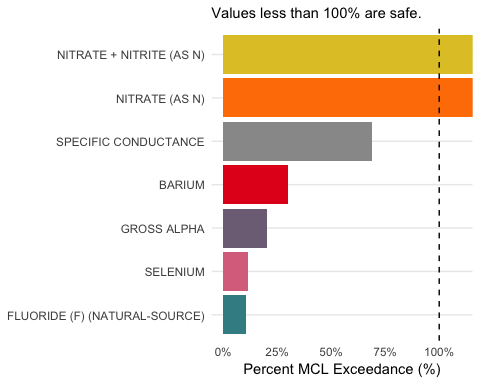 Values less than 100% are safe.
NITRATE + NITRITE (AS N)
NITRATE (AS N)
SPECIFIC CONDUCTANCE
BARIUM
GROSS ALPHA
SELENIUM
FLUORIDE (F) (NATURAL-SOURCE)
0% 25% 50% 75% 100%
Percent MCL Exceedance (%)